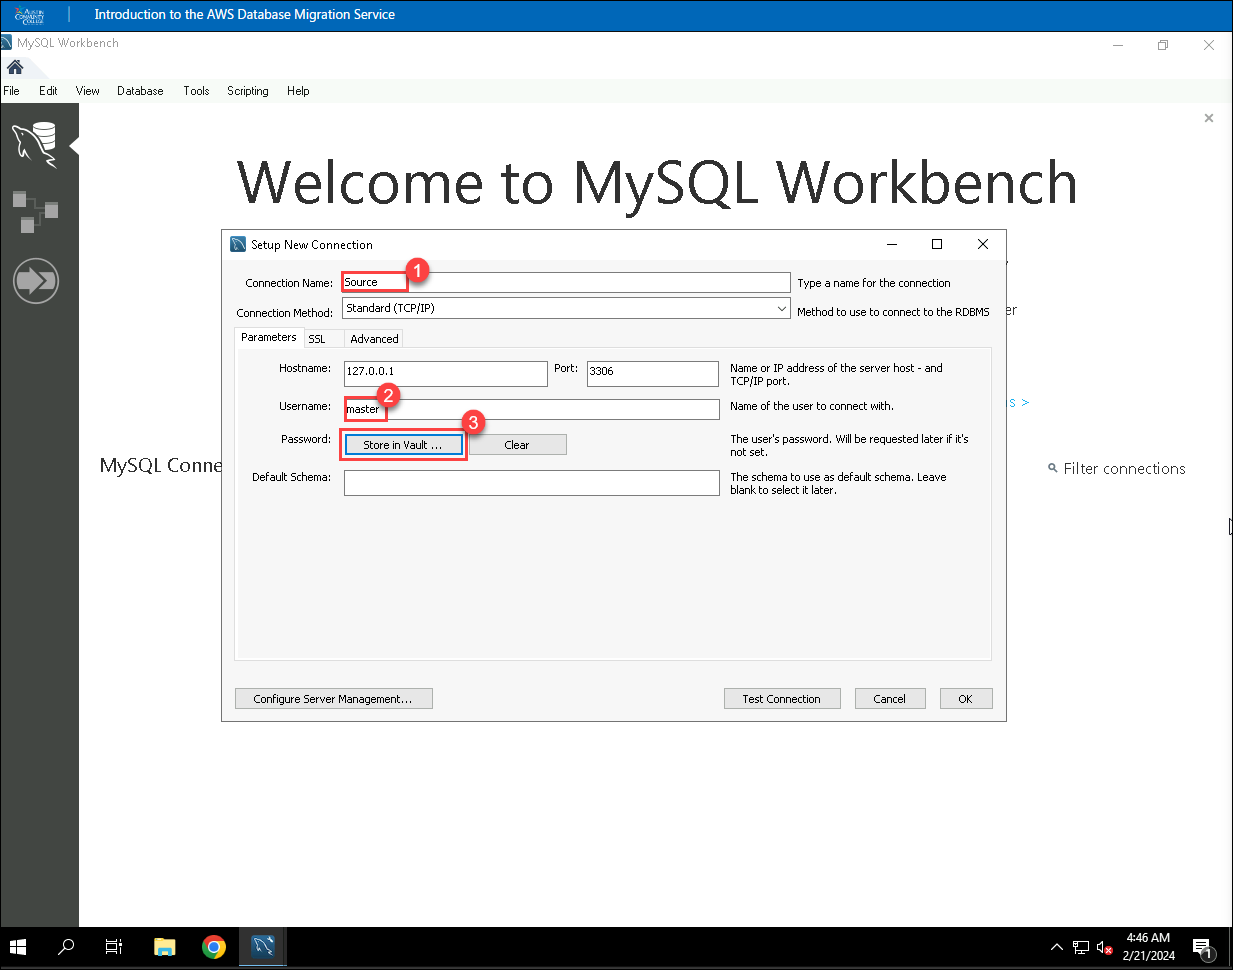 AUSTIN
COMMUNITY
COLLEGE
Introduction to the AWS Database Migration Service
MySQL Workbench
File Edit View Database Tools Scripting Help
Welcome to MySQL Workbench
Setup New Connection
Connection Name: Source 1 Type a name for the connection
Connection Method: Standard (TCP/IP) Method to use to connect to the RDBMS
er
Parameters SSL Advanced
Hostname: 127.0.0.1 Port: 3306 Name or IP address of the server host - and
TCP/IP port.
2
Username: master Name of the user to connect with.
s >
3
Password: Store in Vault ... Clear The user's password. Will be requested later if it's
not set.
MySQL Conne
Filter connections
Default Schema: The schema to use as default schema. Leave
blank to select it later.
Configure Server Management... Test Connection Cancel OK
4:46 AM
2/21/2024
1